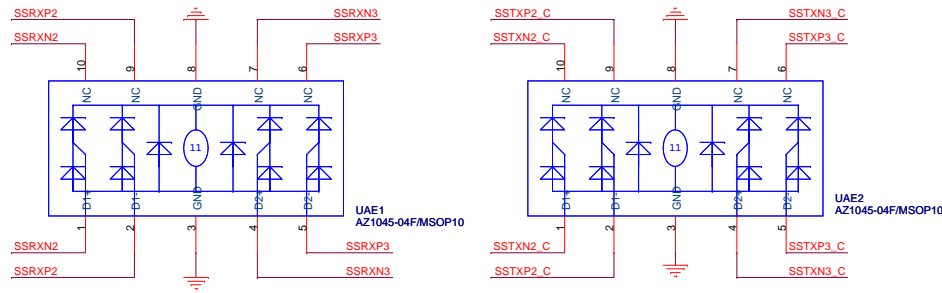 SSRXP2 SSRXN3 SSTXP2_C SSTXN3_C
SSRXN2 SSRXP3 SSTXN2_C SSTXP3_C
10 9 8 7 6 10 9 8 7 6
NC NC GND NC NC NC NC GND NC NC
11 11
D1+ D1- GND D2+ D2- D1+ D1- GND D2+ D2-
UAE1 UAE2
AZ1045-04F/MSOP10 AZ1045-04F/MSOP10
1 2 3 4 5 1 2 3 4 5
SSRXN2 SSRXP3 SSTXN2_C SSTXP3_C
SSRXP2 SSRXN3 SSTXP2_C SSTXN3_C